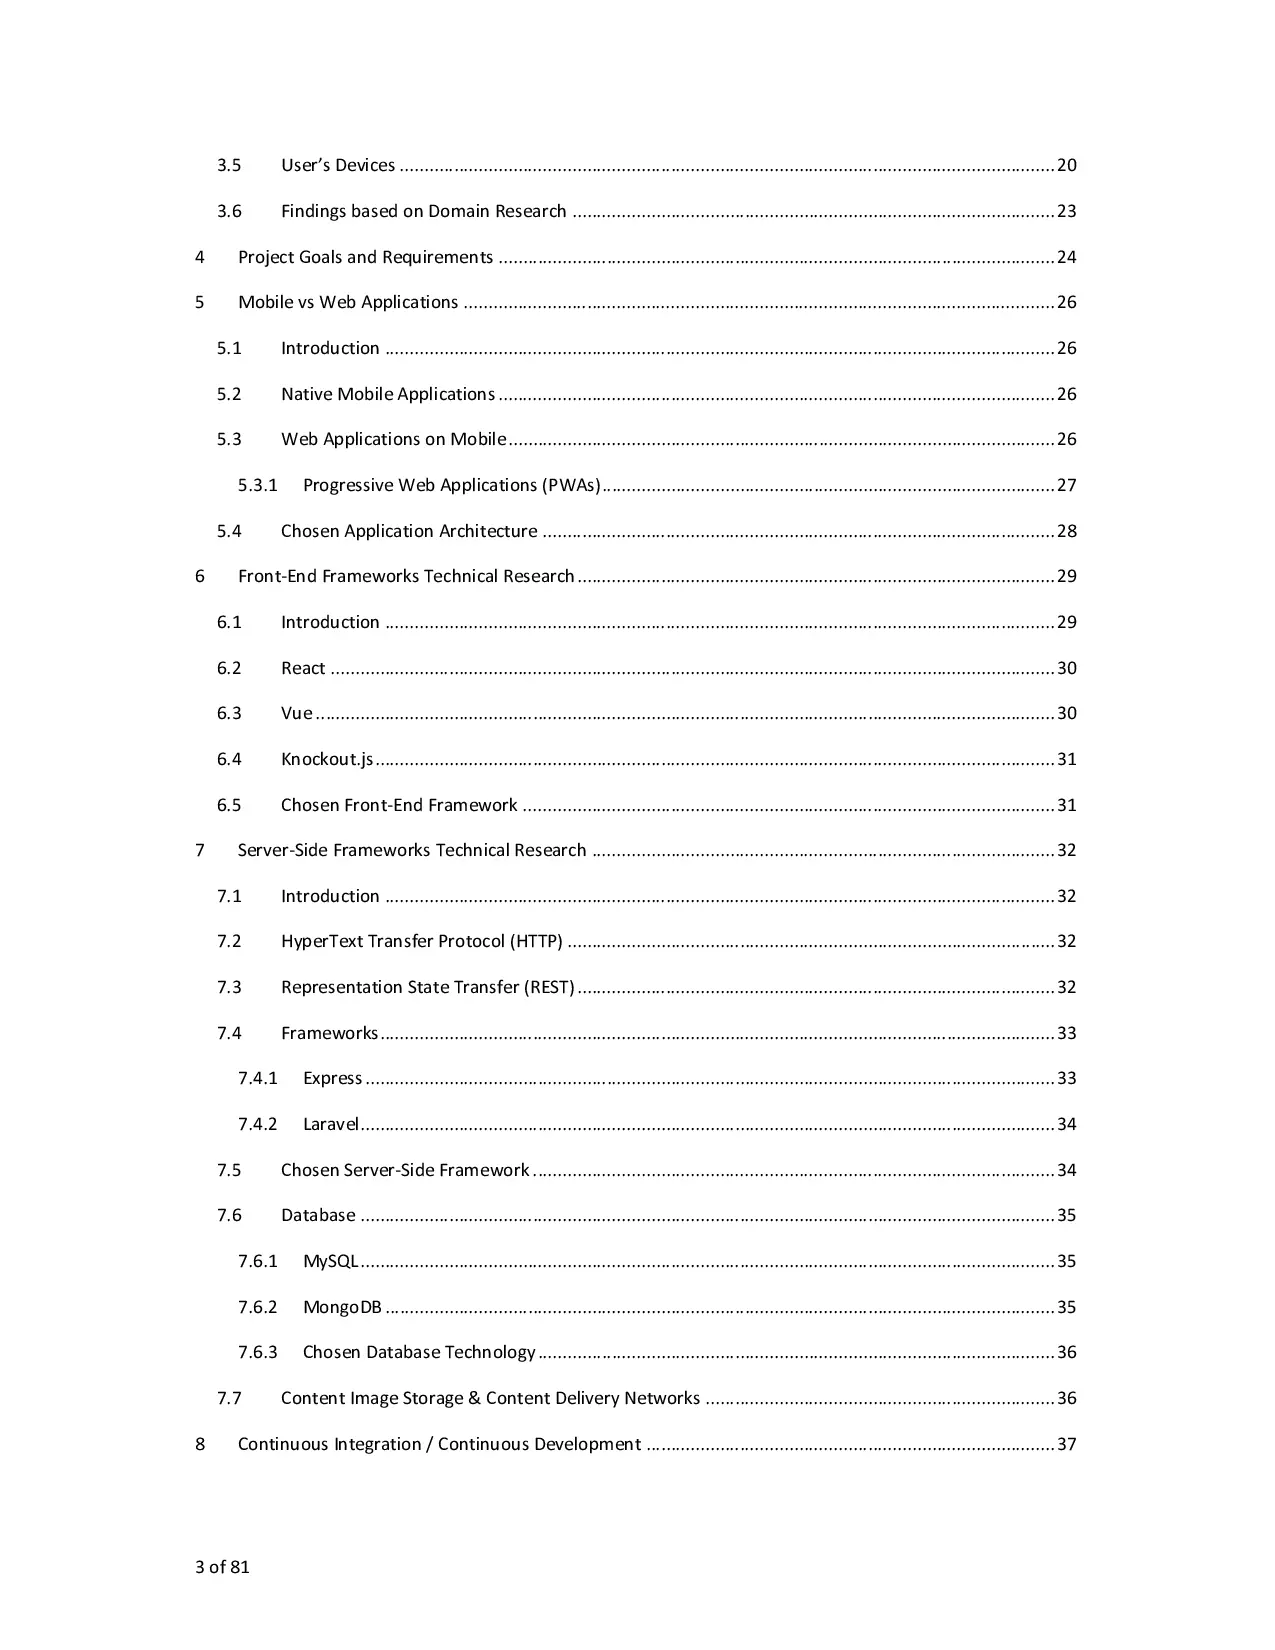 3.5 User’s Devices 20
3.6 Findings based on Domain Research 23
4 Project Goals and Requirements 24
5 Mobile vs Web Applications 26
5.1 Introduction 26
5.2 Native Mobile Applications 26
5.3 Web Applications on Mobile 26
5.3.1 Progressive Web Applications (PWAs) 27
5.4 Chosen Application Architecture 28
6 Front-End Frameworks Technical Research 29
6.1 Introduction 29
6.2 React 30
6.3 Vue 30
6.4 Knockout.js 31
6.5 Chosen Front-End Framework 31
7 Server-Side Frameworks Technical Research 32
7.1 Introduction 32
7.2 HyperText Transfer Protocol (HTTP) 32
7.3 Representation State Transfer (REST) 32
7.4 Frameworks 33
7.4.1 Express 33
7.4.2 Laravel 34
7.5 Chosen Server-Side Framework 34
7.6 Database 35
7.6.1 MySQL 35
7.6.2 MongoDB 35
7.6.3 Chosen Database Technology 36
7.7 Content Image Storage & Content Delivery Networks 36
8 Continuous Integration / Continuous Development 37
3 of 81